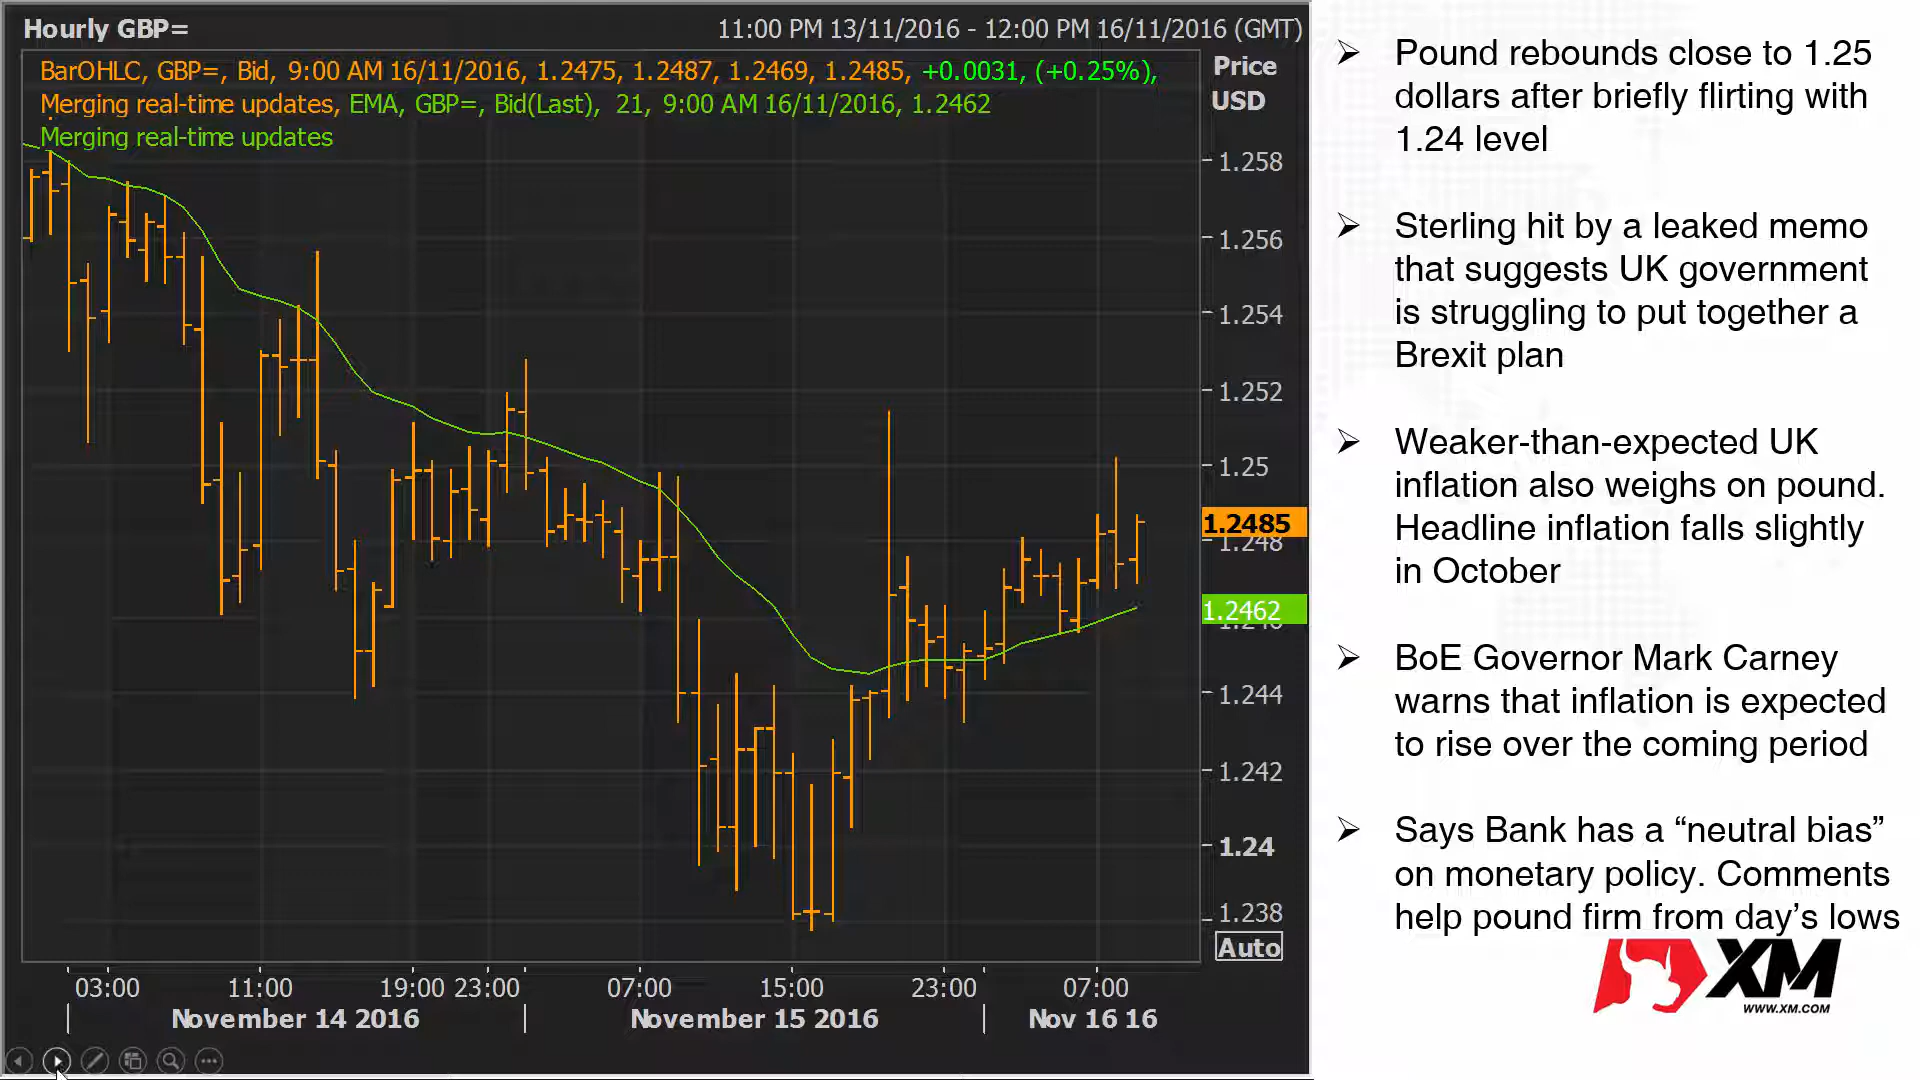 Hourly GBP=
11:00 PM 13/11/2016 - 12:00 PM 16/11/2016 (GMT)
BarOHLC, GBP=, Bid, 9:00 AM 16/11/2016, 1.2475, 1.2487, 1.2469, 1.2485, +0.0031, (+0.25%),
Merging real-time updates, EMA, GBP=, Bid(Last), 21, 9:00 AM 16/11/2016, 1.2462
Merging real-time updates
Price
USD
1.258
1.256
1.254
1.252
1.25
1.2485
1.248
1.2462
1.246
1.244
1.242
1.24
1.238
Auto
03:00 11:00 19:00 23:00 07:00 15:00 23:00 07:00
November 14 2016 November 15 2016 Nov 16 16
Pound rebounds close to 1.25
dollars after briefly flirting with
1.24 level
Sterling hit by a leaked memo
that suggests UK government
is struggling to put together a
Brexit plan
Weaker-than-expected UK
inflation also weighs on pound.
Headline inflation falls slightly
in October
BoE Governor Mark Carney
warns that inflation is expected
to rise over the coming period
Says Bank has a “neutral bias”
on monetary policy. Comments
help pound firm from day’s lows
XM
WWW.XM.COM